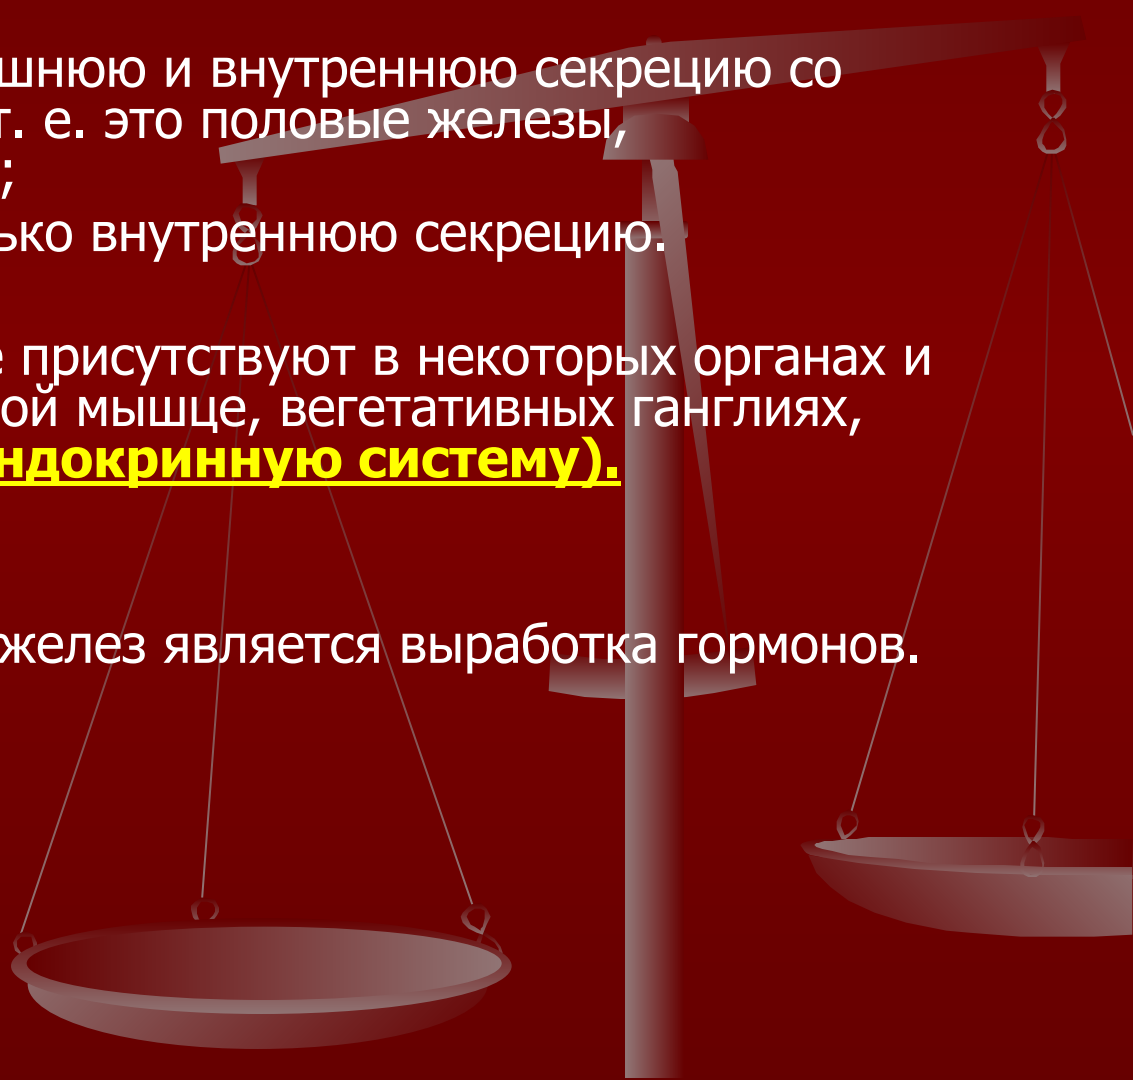 шнюю и внутреннюю секрецию со
т. е. это половые железы,
;
ько внутреннюю секрецию.
е присутствуют в некоторых органах и
ой мышце, вегетативных ганглиях,
ндокринную систему).
желез является выработка гормонов.